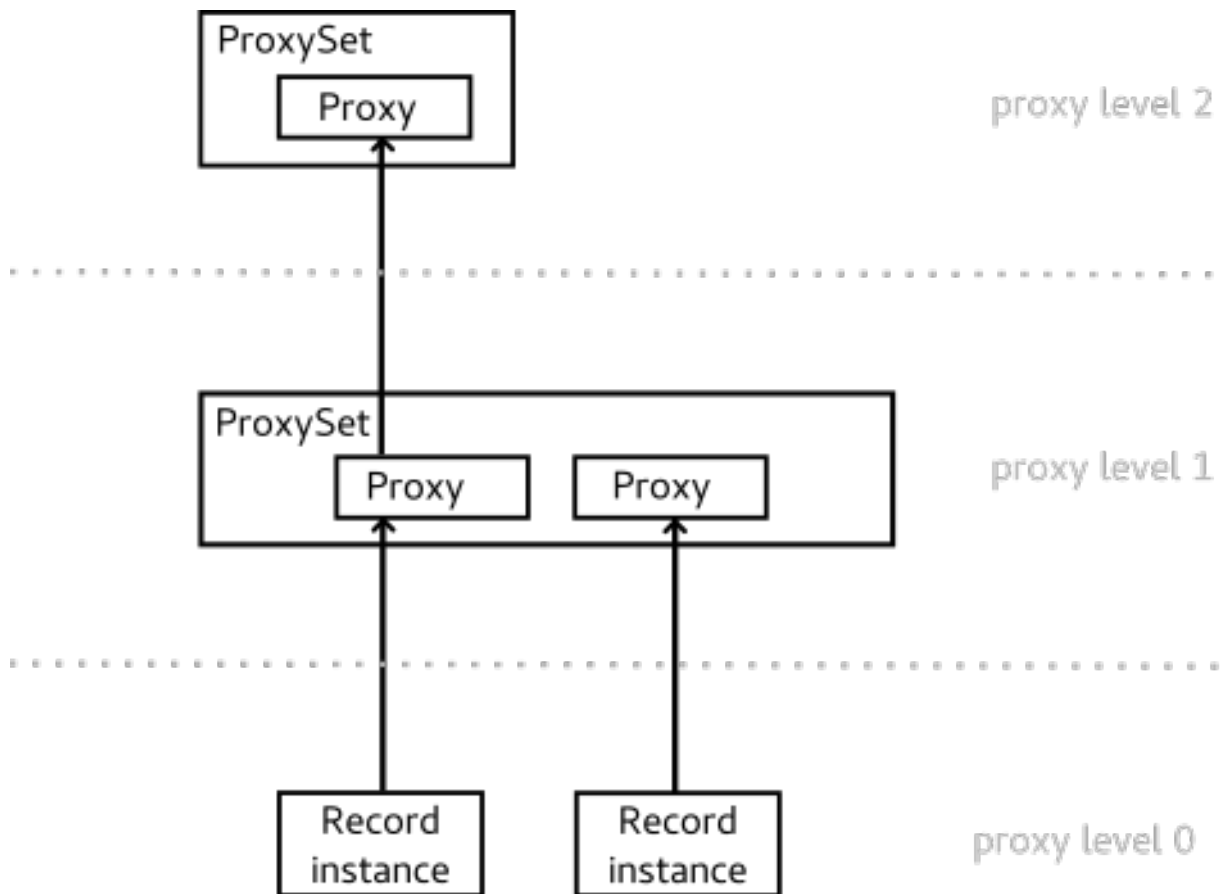 ProxySet
Proxy
proxy level 2
ProxySet
Proxy
Proxy
proxy level 1
Record
instance
Record
instance
proxy level 0